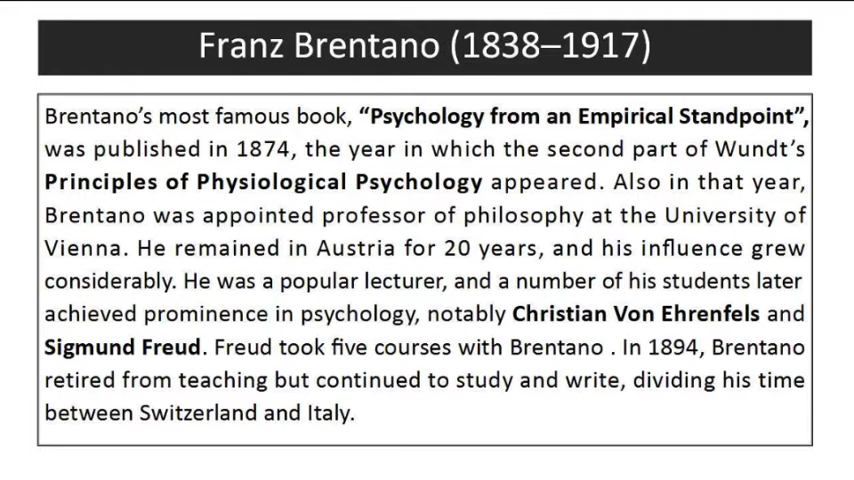 Franz Brentano (1838–1917)
Brentano’s most famous book, “Psychology from an Empirical Standpoint”,
was published in 1874, the year in which the second part of Wundt’s
Principles of Physiological Psychology appeared. Also in that year,
Brentano was appointed professor of philosophy at the University of
Vienna. He remained in Austria for 20 years, and his influence grew
considerably. He was a popular lecturer, and a number of his students later
achieved prominence in psychology, notably Christian Von Ehrenfels and
Sigmund Freud. Freud took five courses with Brentano . In 1894, Brentano
retired from teaching but continued to study and write, dividing his time
between Switzerland and Italy.